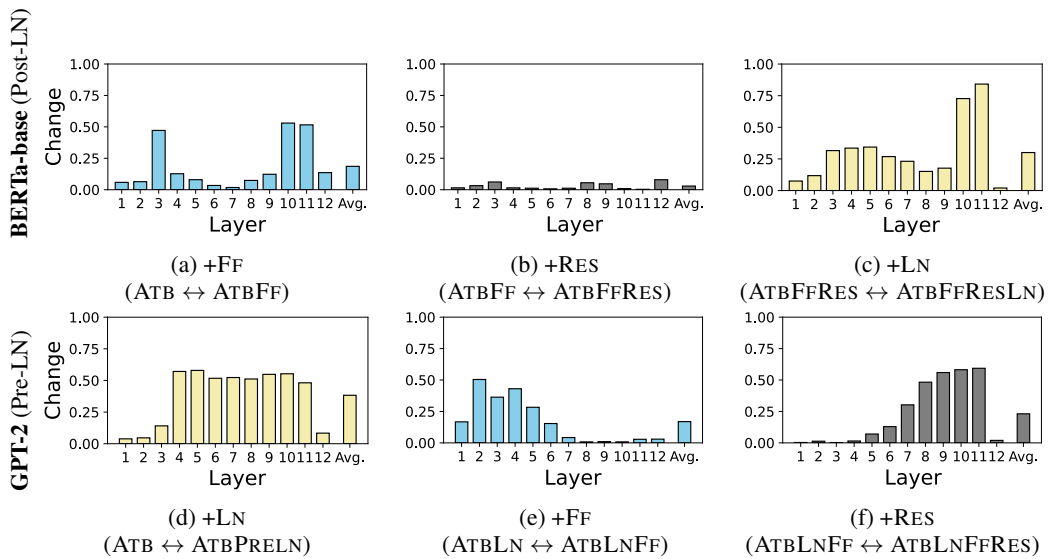 BERTa-base (Post-LN)
Change
1.00
0.75
0.50
0.25
0.00
1 2 3 4 5 6 7 8 9 10 11 12 Avg.
Layer
(a) +FF
(ATB ↔ ATBFF)
1.00
0.75
0.50
0.25
0.00
1 2 3 4 5 6 7 8 9 10 11 12 Avg.
Layer
(b) +RES
(ATBFF ↔ ATBFFRES)
1.00
0.75
0.50
0.25
0.00
1 2 3 4 5 6 7 8 9 10 11 12 Avg.
Layer
(c) +LN
(ATBFFRES ↔ ATBFFRESLN)
GPT-2 (Pre-LN)
Change
1.00
0.75
0.50
0.25
0.00
1 2 3 4 5 6 7 8 9 10 11 12 Avg.
Layer
(d) +LN
(ATB ↔ ATBPRELN)
1.00
0.75
0.50
0.25
0.00
1 2 3 4 5 6 7 8 9 10 11 12 Avg.
Layer
(e) +FF
(ATBLN ↔ ATBLNFF)
1.00
0.75
0.50
0.25
0.00
1 2 3 4 5 6 7 8 9 10 11 12 Avg.
Layer
(f) +RES
(ATBLNFF ↔ ATBLNFFRES)